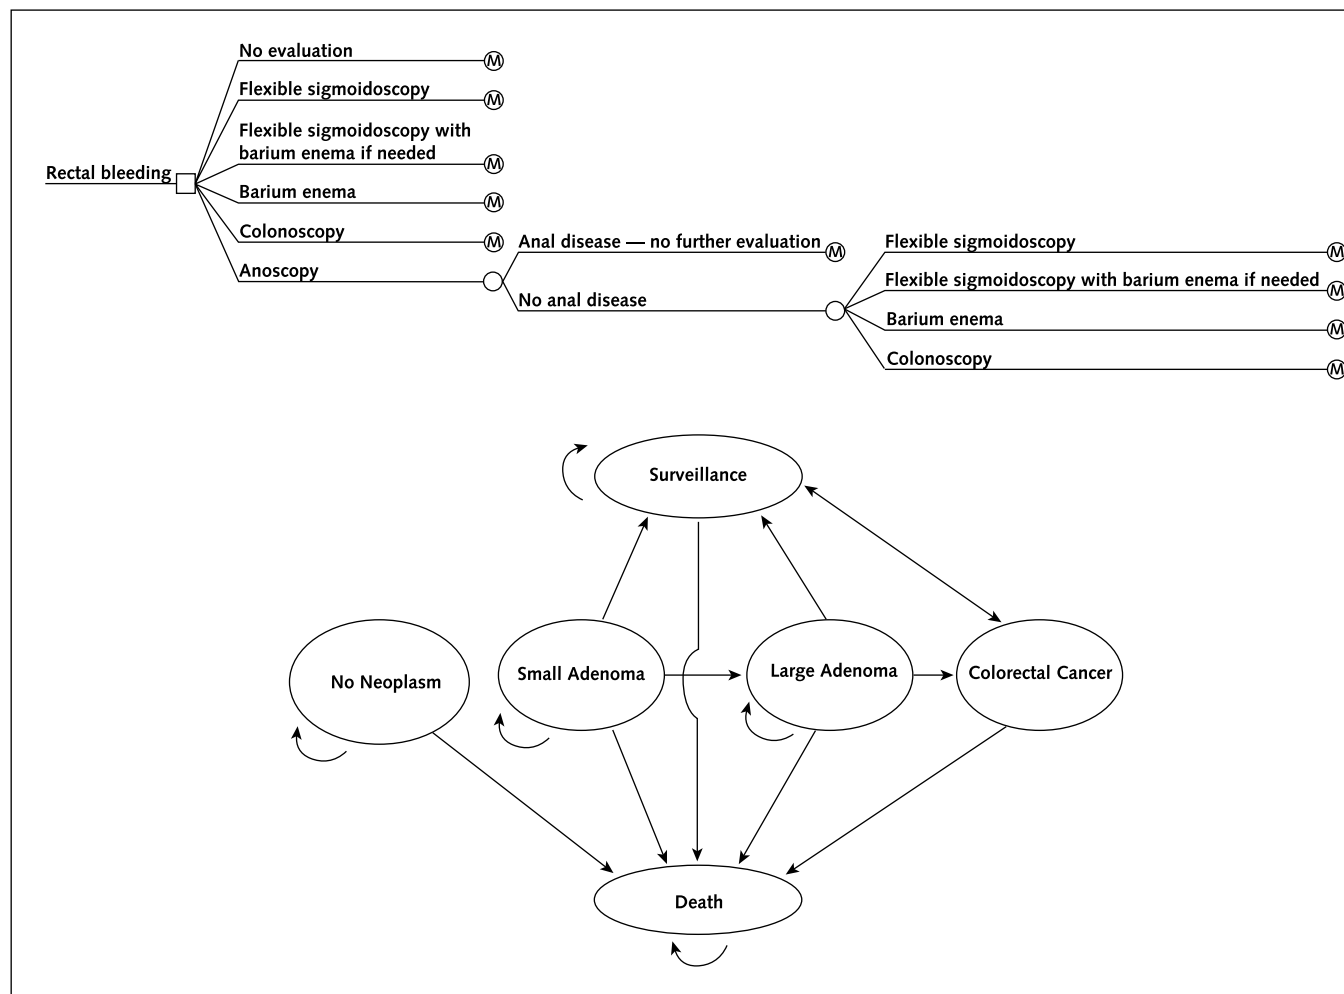 No evaluation
M
Flexible sigmoidoscopy
M
Flexible sigmoidoscopy with
barium enema if needed
M
Rectal bleeding
Barium enema
M
Colonoscopy
M
Anoscopy
Anal disease — no further evaluation
M
No anal disease
Flexible sigmoidoscopy
M
Flexible sigmoidoscopy with barium enema if needed
M
Barium enema
M
Colonoscopy
M
Surveillance
No Neoplasm
Small Adenoma
Large Adenoma
Colorectal Cancer
Death